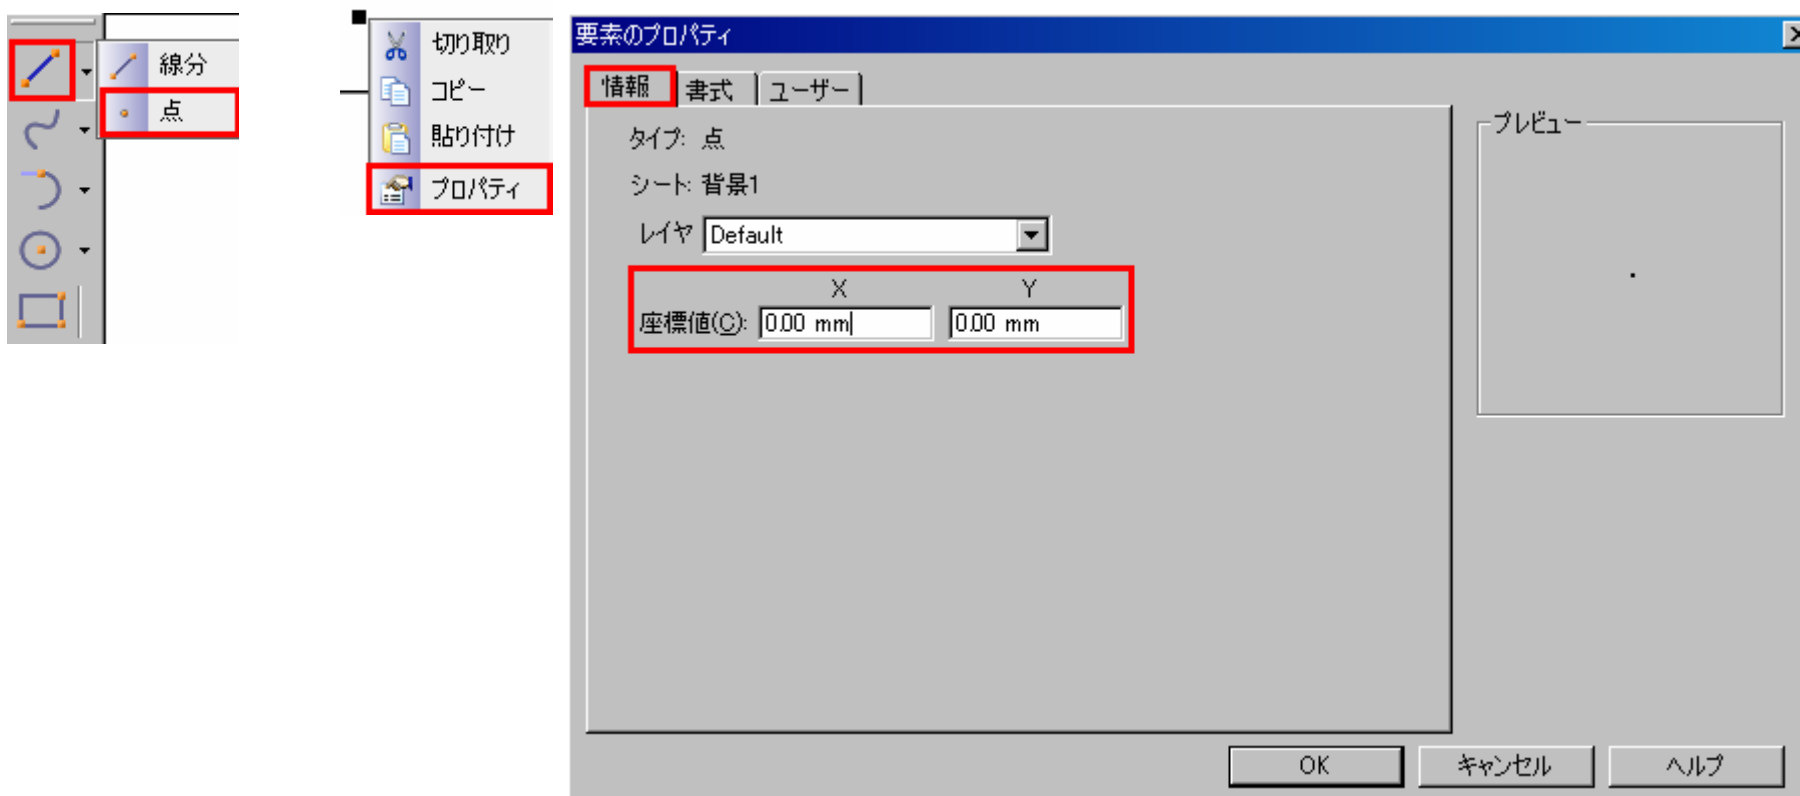 線分
点
切り取り
コピー
貼り付け
プロパティ
要素のプロパティ
情報 書式 ユーザー
タイプ: 点
シート: 背景1
レイヤ Default
X Y
座標値(C): 0.00 mm 0.00 mm
プレビュー
OK キャンセル ヘルプ